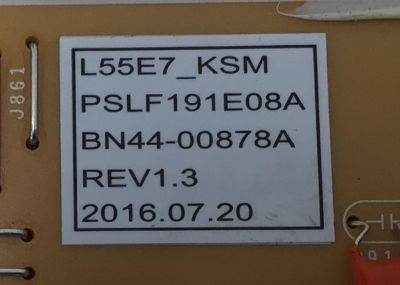 L55E7_KSM
PSLF191E08A
BN44-00878A
REV1.3
2016.07.20
J861